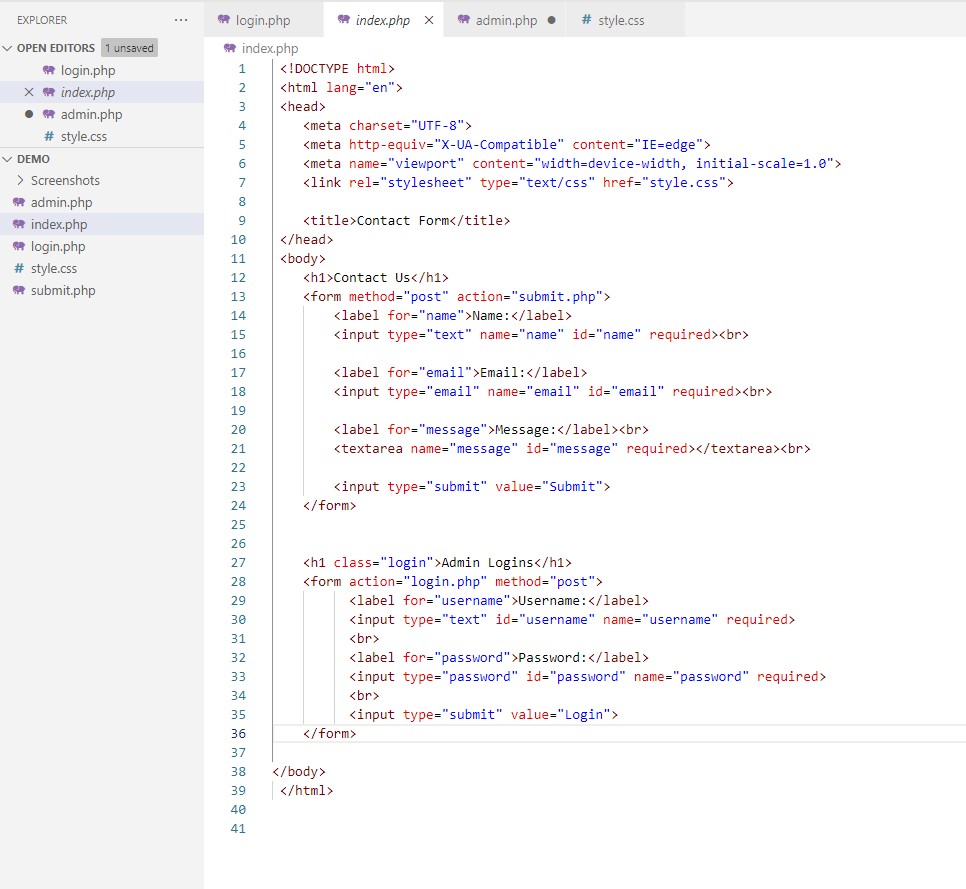 EXPLORER ...
OPEN EDITORS 1 unsaved
login.php
index.php
admin.php
style.css
DEMO
Screenshots
admin.php
index.php
login.php
style.css
submit.php
login.php index.php admin.php style.css
index.php
1 <!DOCTYPE html>
2 <html lang="en">
3 <head>
4 <meta charset="UTF-8">
5 <meta http-equiv="X-UA-Compatible" content="IE=edge">
6 <meta name="viewport" content="width=device-width, initial-scale=1.0">
7 <link rel="stylesheet" type="text/css" href="style.css">
8
9 <title>Contact Form</title>
10 </head>
11 <body>
12 <h1>Contact Us</h1>
13 <form method="post" action="submit.php">
14 <label for="name">Name:</label>
15 <input type="text" name="name" id="name" required><br>
16
17 <label for="email">Email:</label>
18 <input type="email" name="email" id="email" required><br>
19
20 <label for="message">Message:</label><br>
21 <textarea name="message" id="message" required></textarea><br>
22
23 <input type="submit" value="Submit">
24 </form>
25
26
27 <h1 class="login">Admin Logins</h1>
28 <form action="login.php" method="post">
29 <label for="username">Username:</label>
30 <input type="text" id="username" name="username" required>
31 <br>
32 <label for="password">Password:</label>
33 <input type="password" id="password" name="password" required>
34 <br>
35 <input type="submit" value="Login">
36 </form>
37
38 </body>
39 </html>
40
41